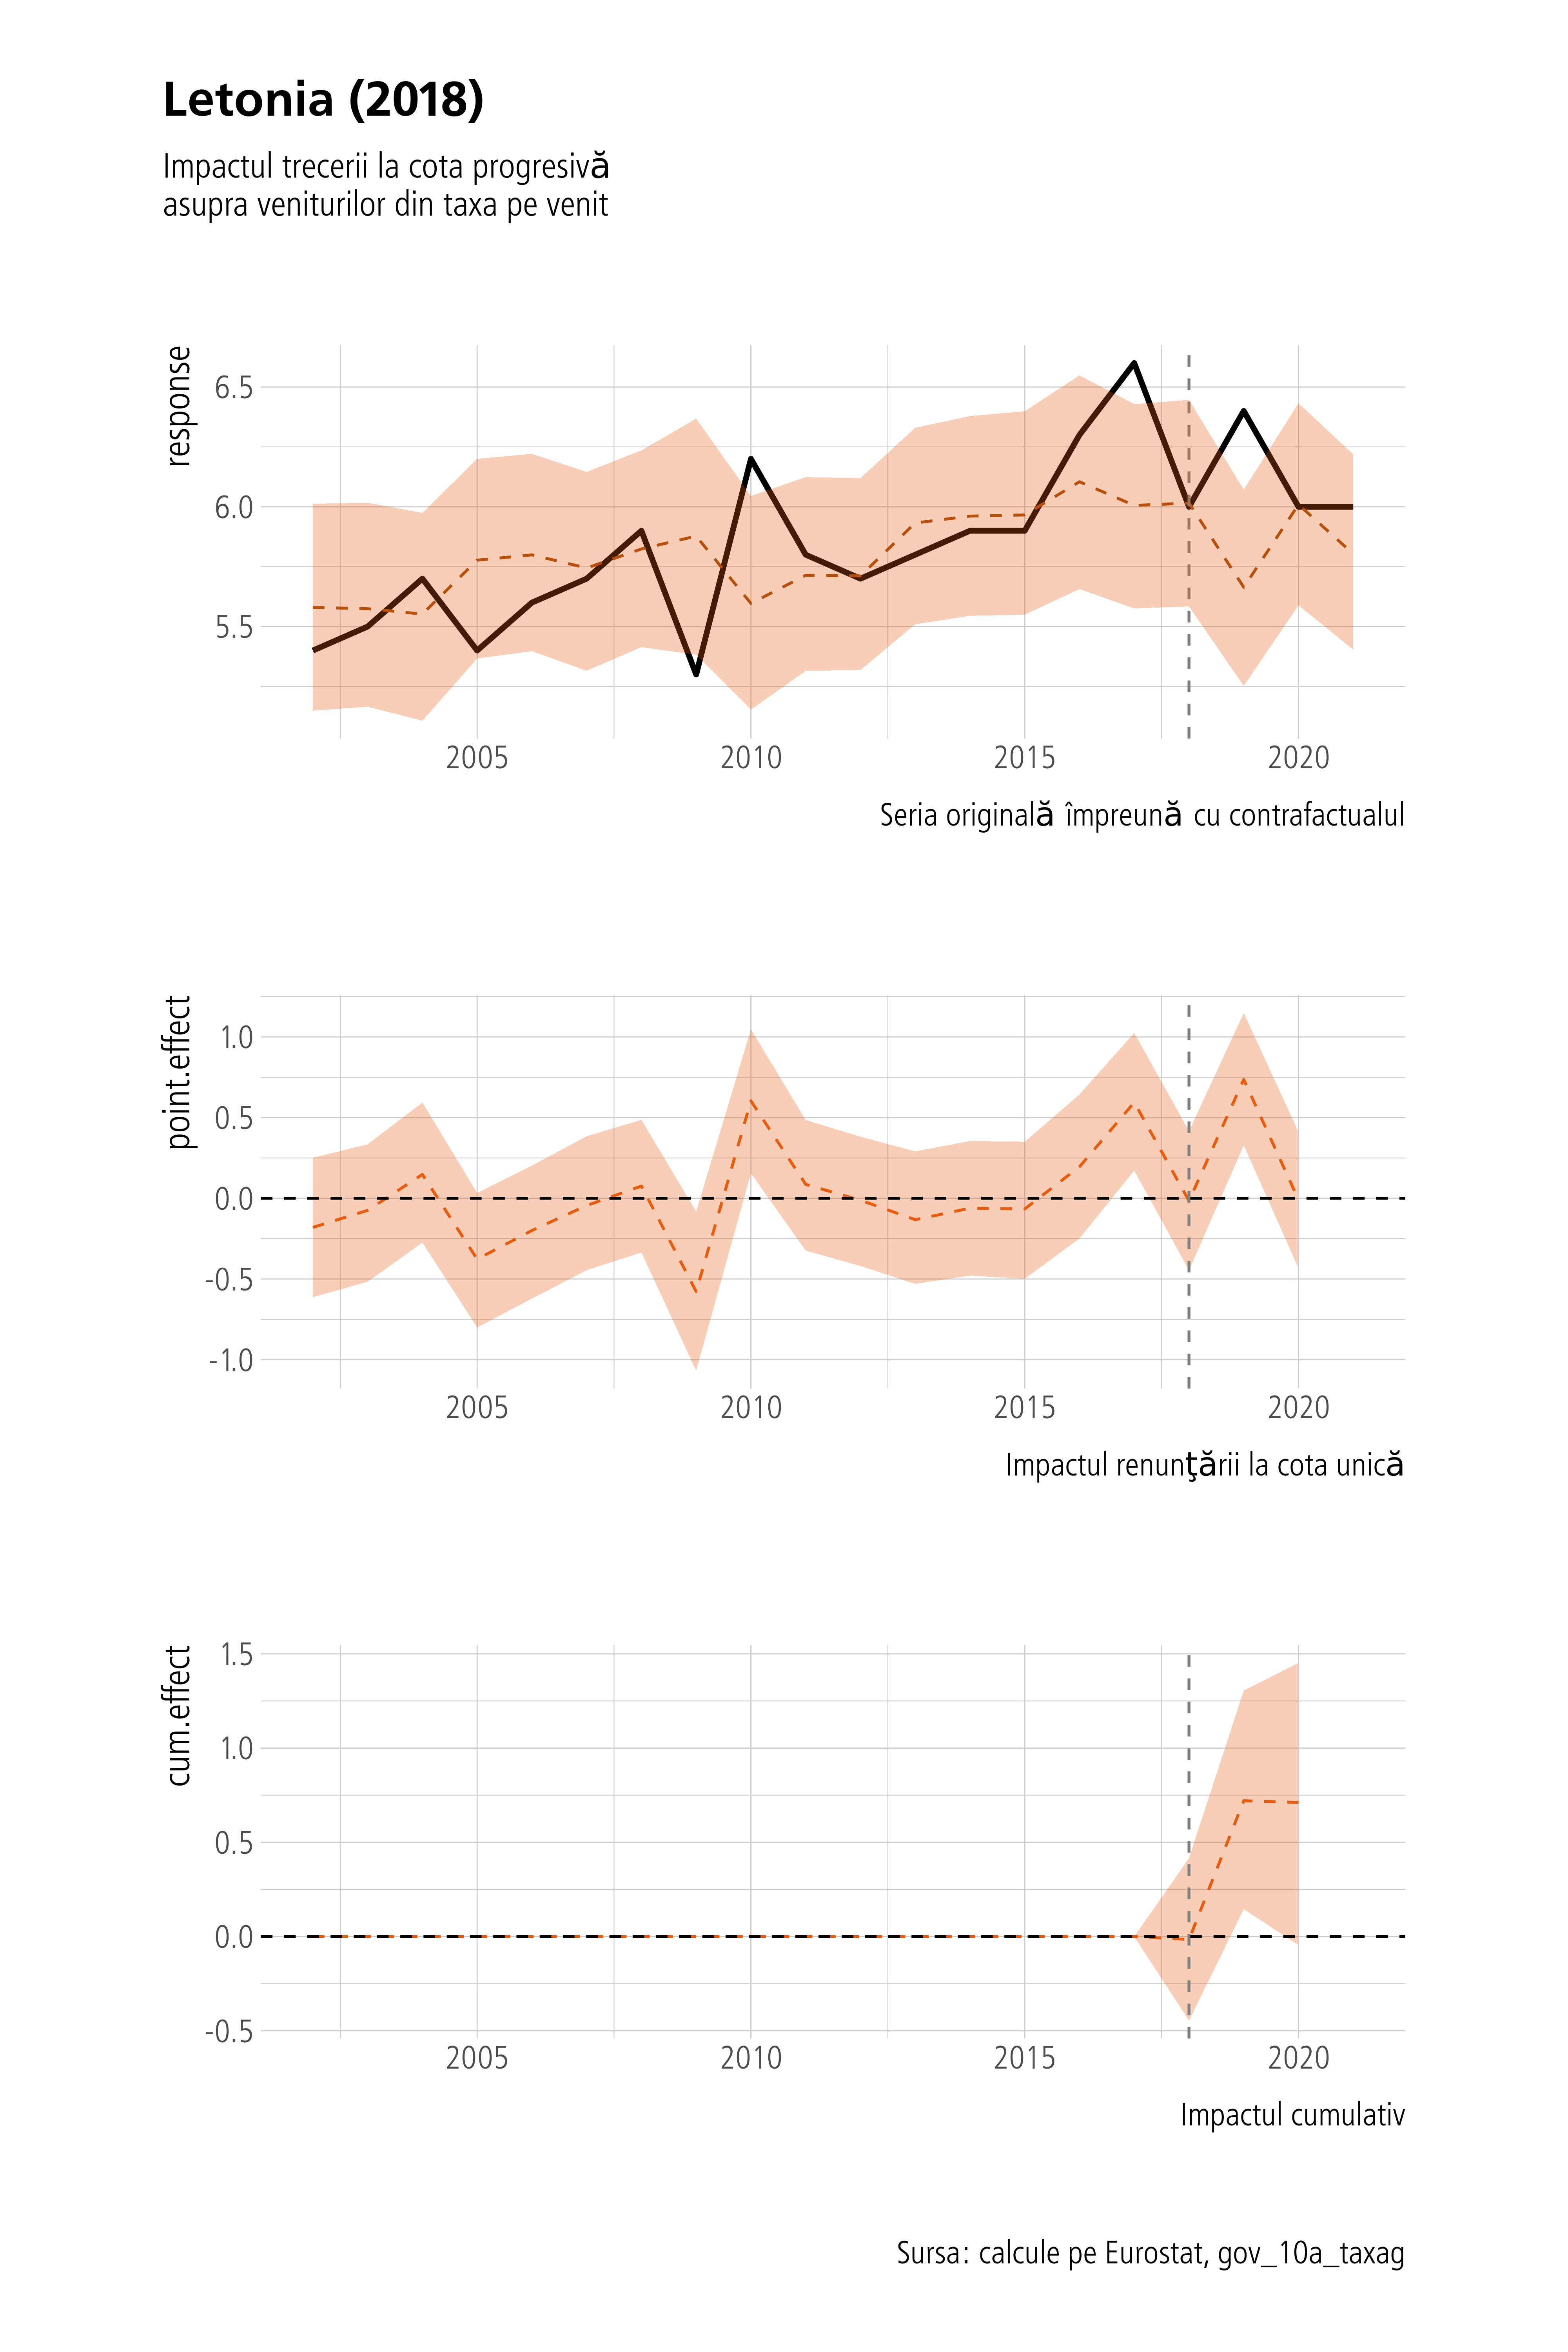 Letonia (2018)
Impactul trecerii la cota progresivă
asupra veniturilor din taxa pe venit
response
6.5
6.0
5.5
2005 2010 2015 2020
Seria originală împreună cu contrafactualul
point.effect
1.0
0.5
0.0
-0.5
-1.0
2005 2010 2015 2020
Impactul renunţării la cota unică
cum.effect
1.5
1.0
0.5
0.0
-0.5
2005 2010 2015 2020
Impactul cumulativ
Sursa: calcule pe Eurostat, gov_10a_taxag